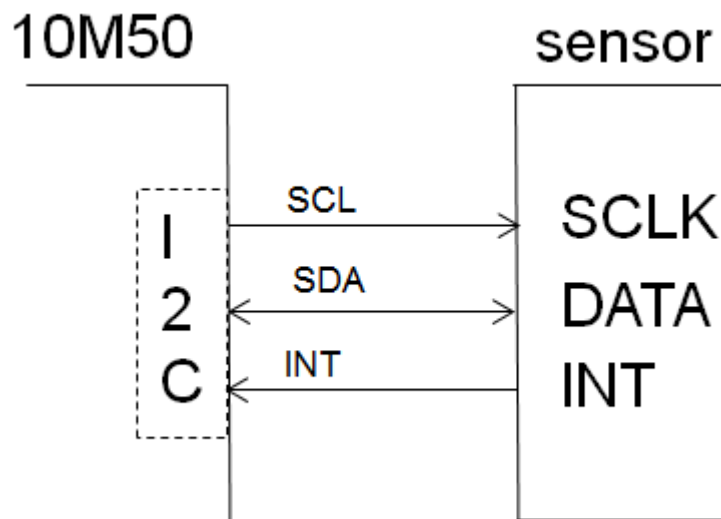 10M50
sensor
SCL
SCLK
I
2
C
SDA
DATA
INT
INT